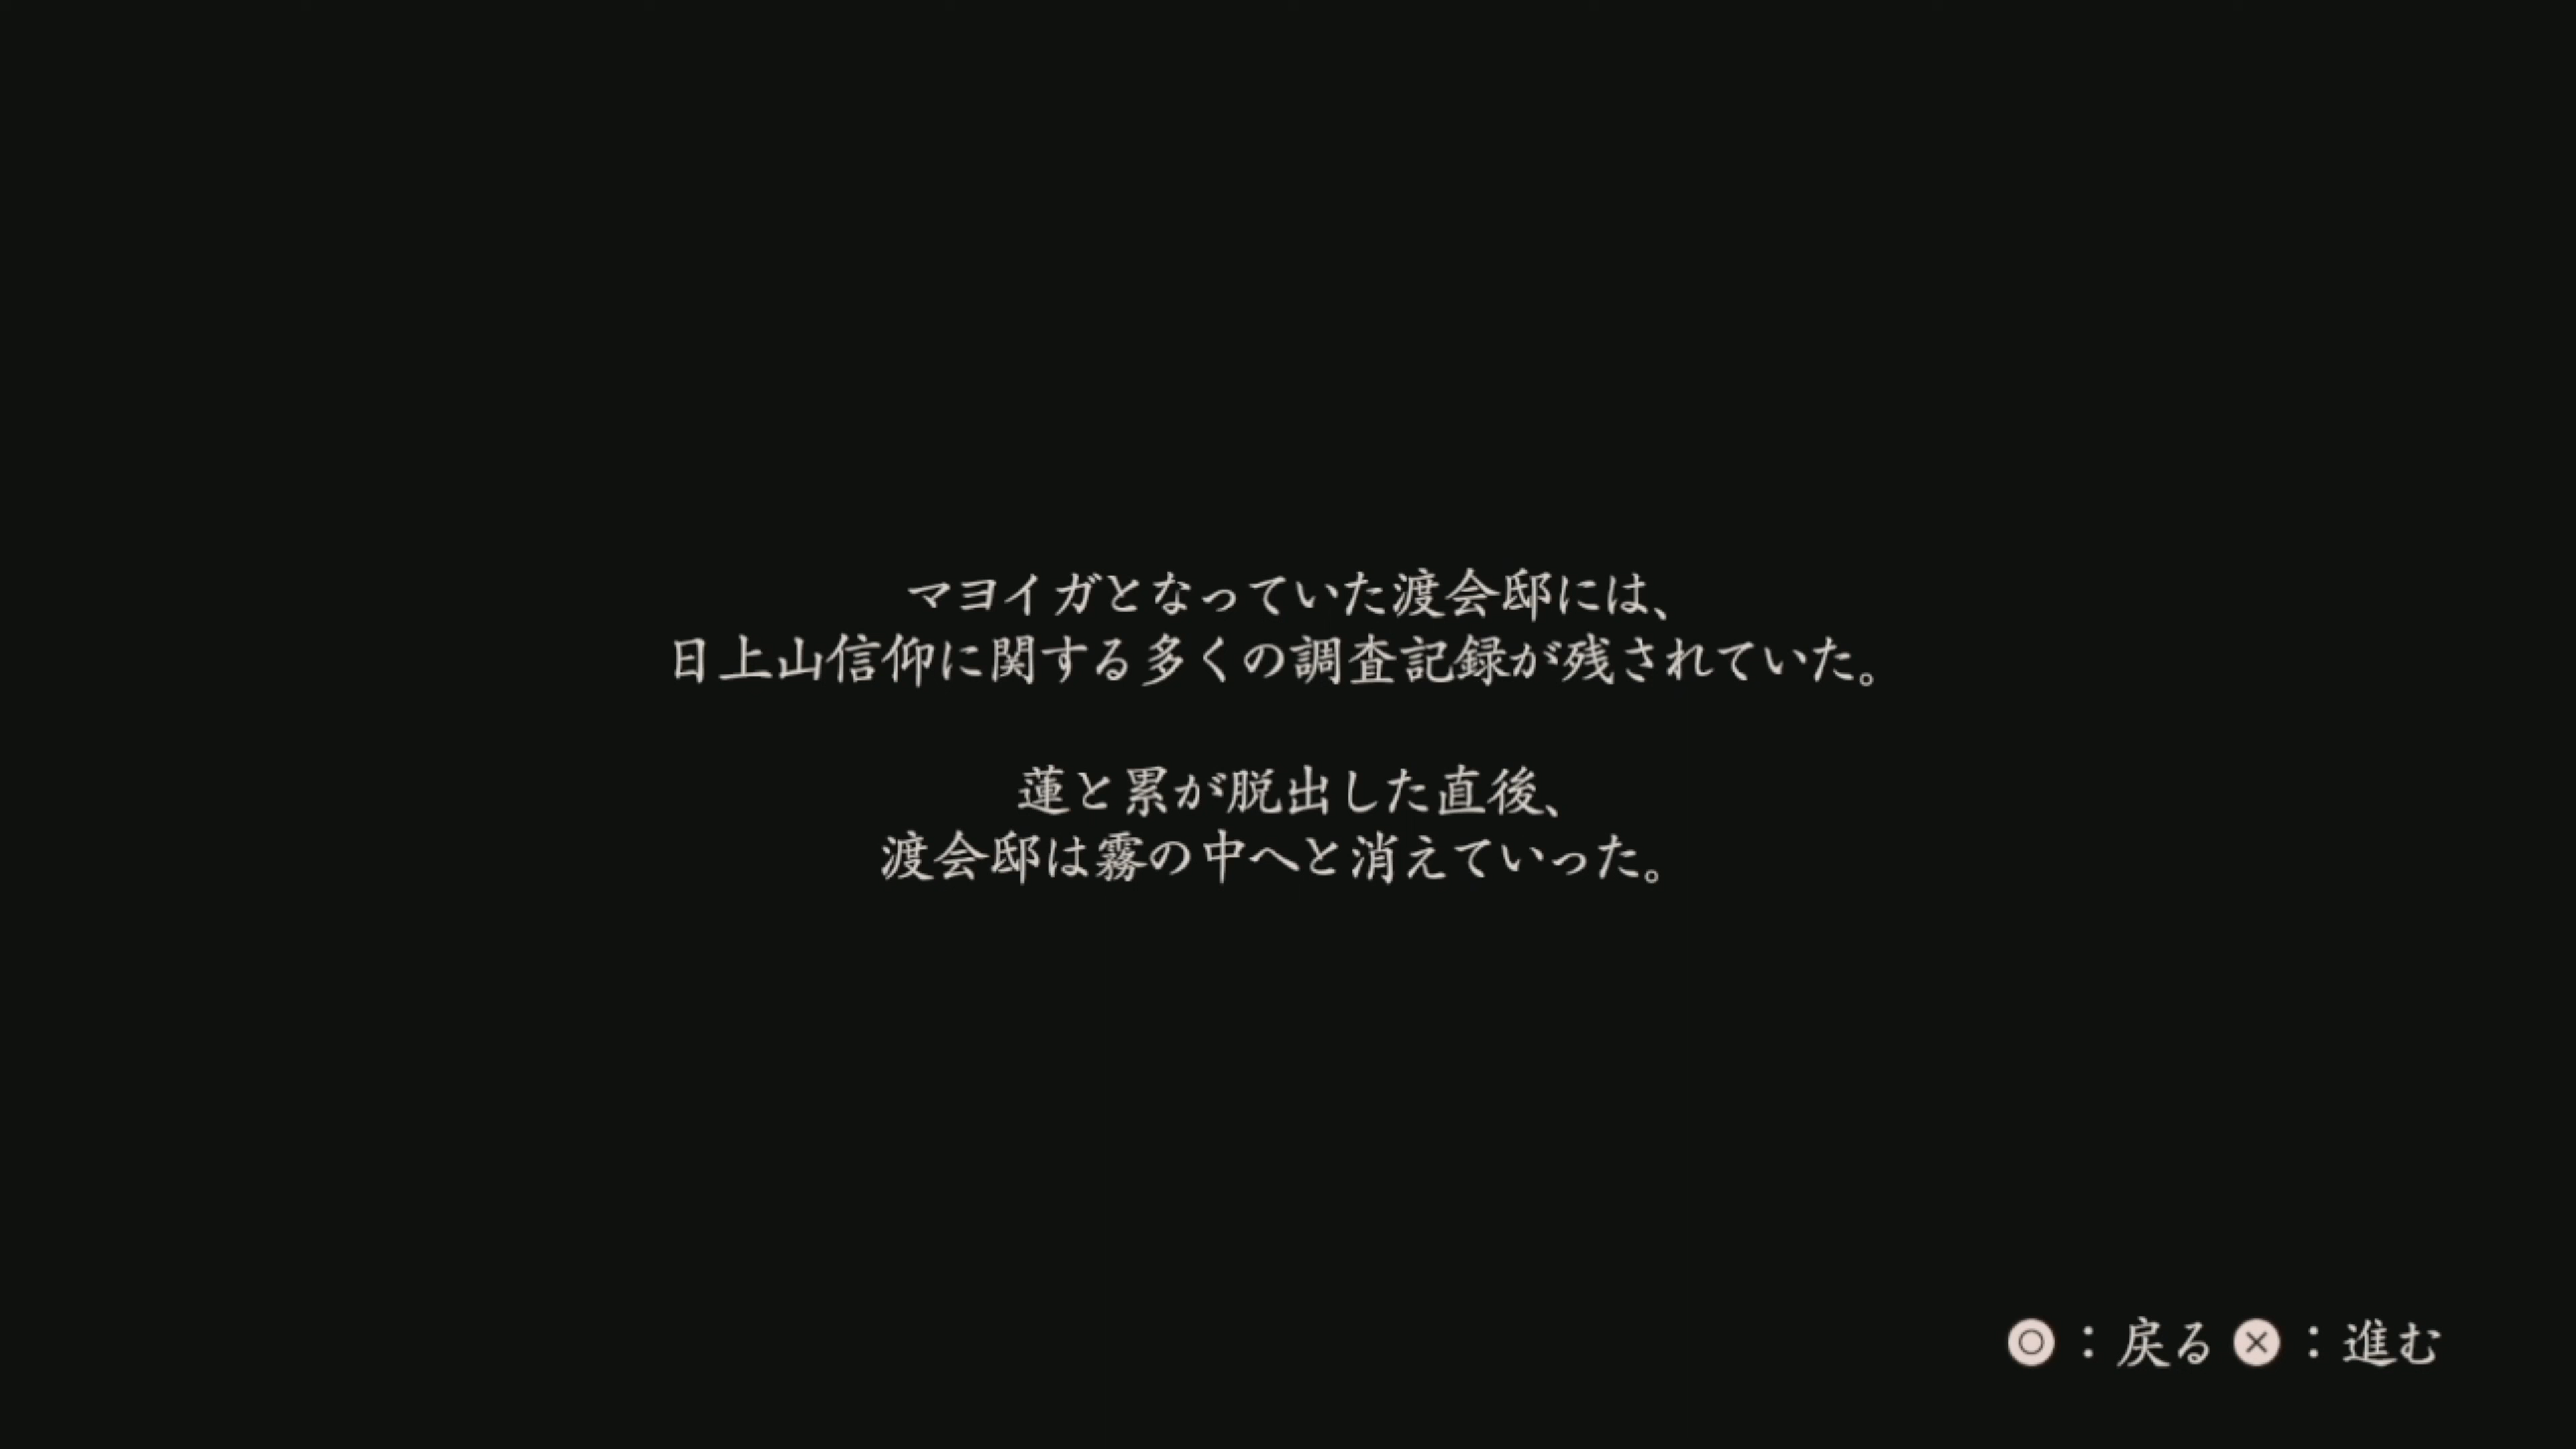 マヨイガとなっていた渡会邸には、
日上山信仰に関する多くの調査記録が残されていた。
蓮と累が脱出した直後、
渡会邸は霧の中へと消えていった。
◯：戻る ✕：進む